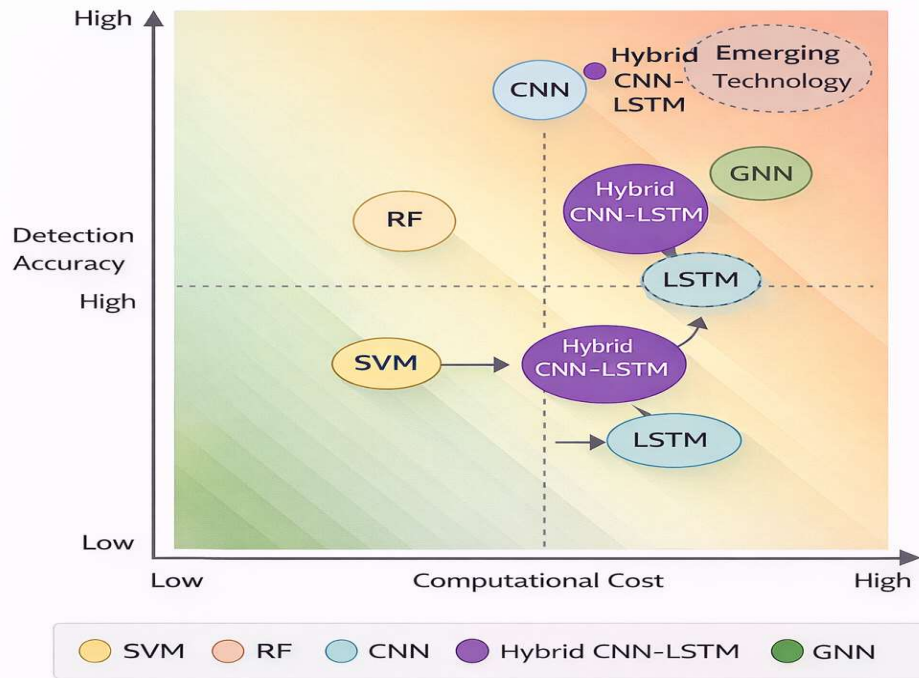 High
Hybrid
CNN-
LSTM
Emerging
Technology
CNN
GNN
Hybrid
CNN-LSTM
RF
Detection
Accuracy
High
LSTM
Hybrid
CNN-LSTM
SVM
LSTM
Low
Low
Computational Cost
High
SVM
RF
CNN
Hybrid CNN-LSTM
GNN